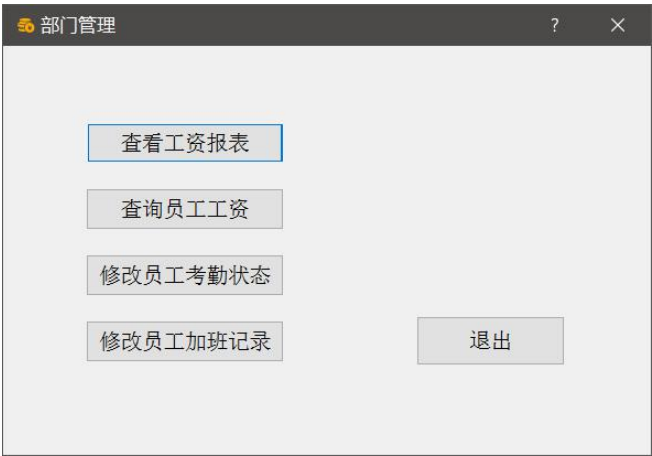 部门管理
?
查看工资报表
查询员工工资
修改员工考勤状态
修改员工加班记录
退出